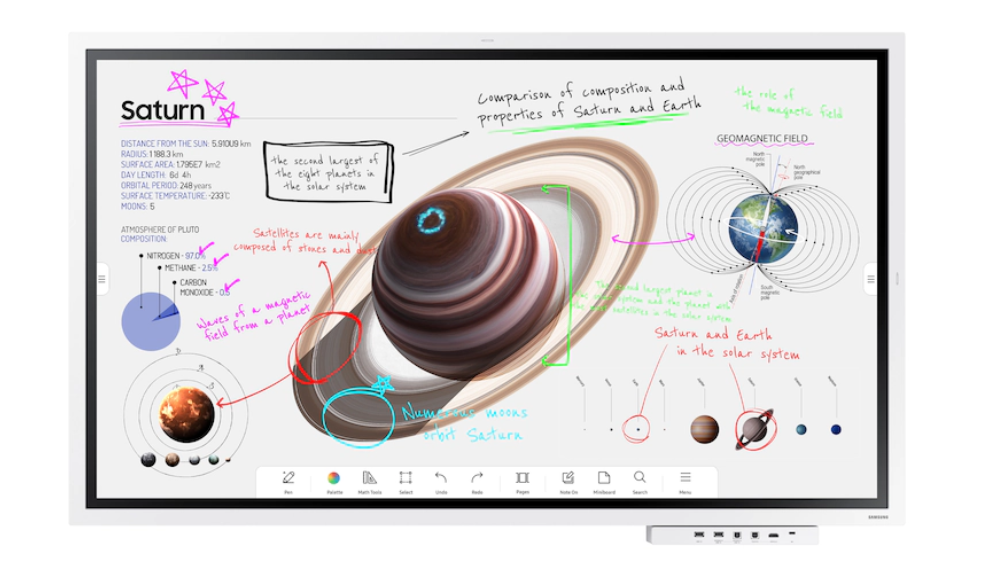 Saturn
DISTANCE FROM THE SUN: 5.910U9 km
RADIUS: 1 188.3 km
SURFACE AREA: 1.795E7 km2
DAY LENGTH: 6d 4h
ORBITAL PERIOD: 248 years
SURFACE TEMPERATURE: -233°C
MOONS: 5
ATMOSPHERE OF PLUTO
COMPOSITION:
NITROGEN - 97.0%
METHANE - 2.5%
CARBON
MONOXIDE - 0.5
the second largest of
the eight planets in
the solar system
Comparison of composition and
properties of Saturn and Earth
the role of
the magnetic field
GEOMAGNETIC FIELD
North
magnetic
pole
North
geographical
pole
Axis of rotation
South
magnetic
pole
Satellites are mainly
composed of stones and dust
Waves of a magnetic
field from a planet
The second largest planet in
the solar system and the planet with
the most satellites in the solar system
Saturn and Earth
in the solar system
Numerous moons
orbit Saturn
Pen
Palette
Math Tools
Select
Undo
Redo
Pages
Note On
Miniboard
Search
Menu
SAMSUNG